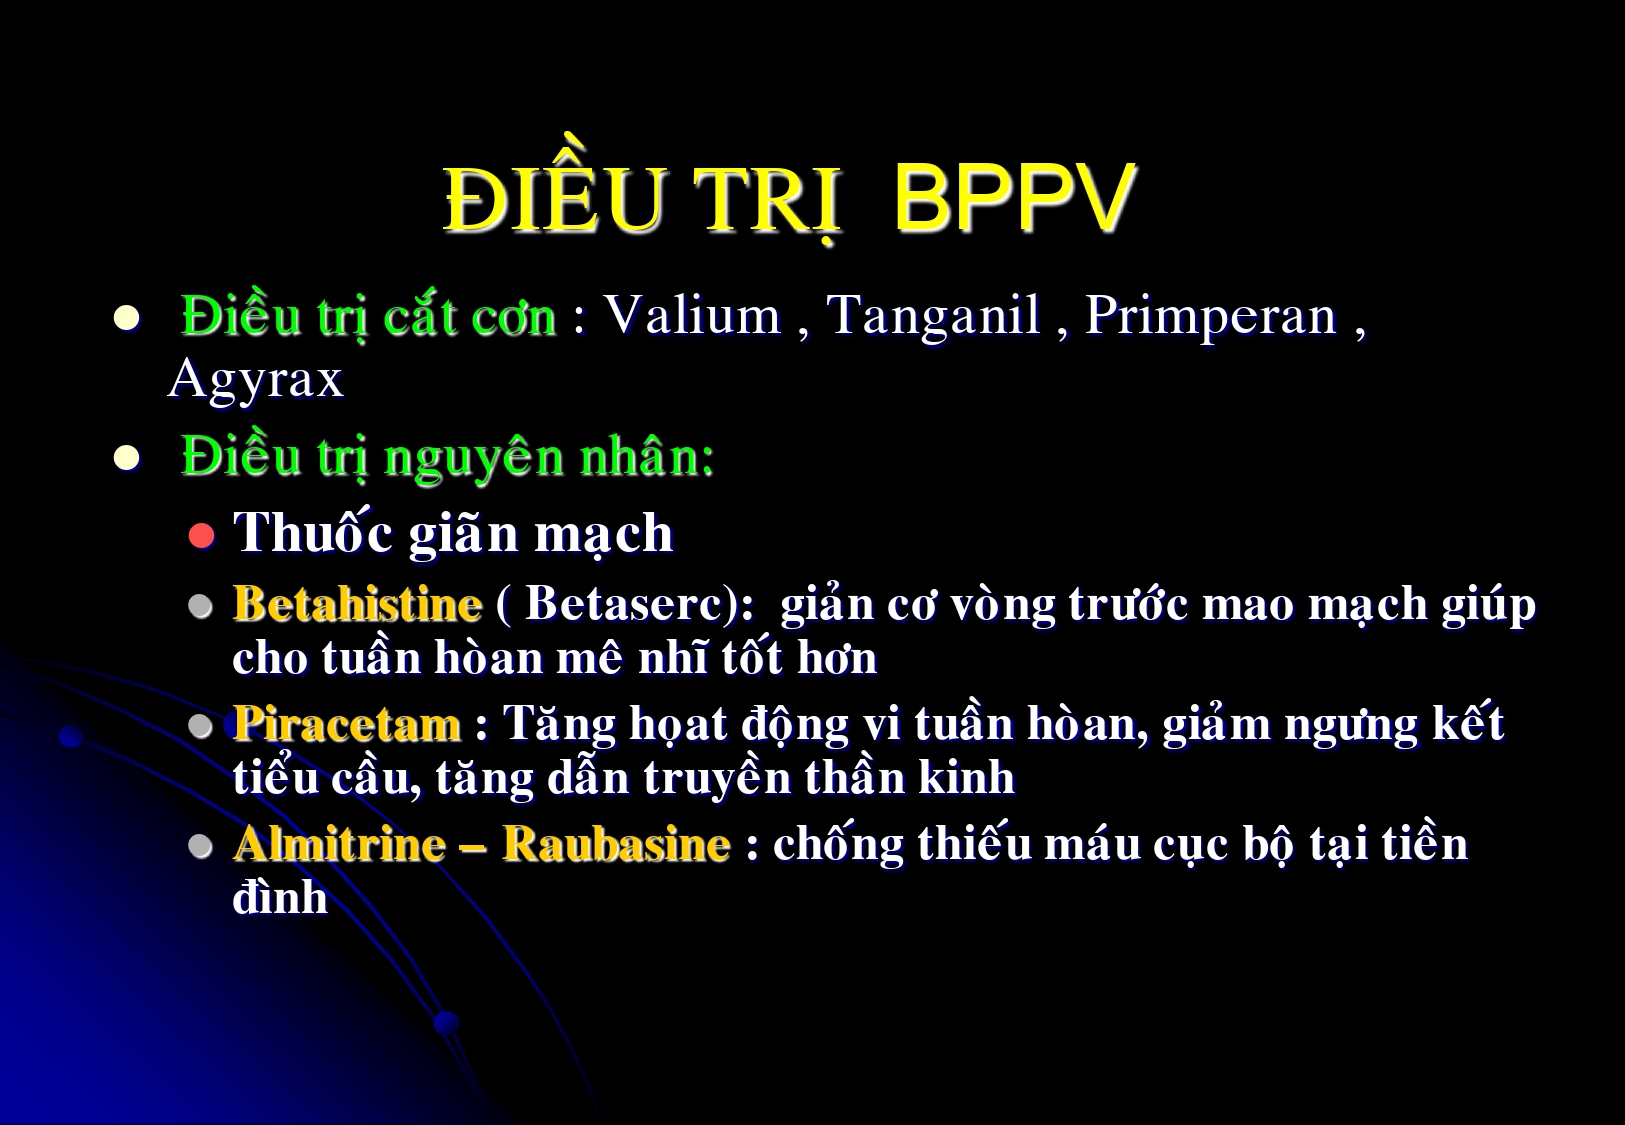 ĐIỀU TRỊ BPPV
Điều trị cắt cơn : Valium , Tanganil , Primperan ,
Agyrax
Điều trị nguyên nhân:
Thuốc giãn mạch
Betahistine ( Betaserc): giản cơ vòng trước mao mạch giúp
cho tuần hòan mê nhĩ tốt hơn
Piracetam : Tăng họat động vi tuần hòan, giảm ngưng kết
tiểu cầu, tăng dẫn truyền thần kinh
Almitrine – Raubasine : chống thiếu máu cục bộ tại tiền
đình